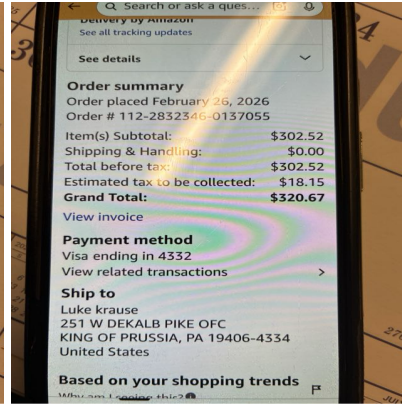 Search or ask a ques...
Delivery by Amazon
See all tracking updates
See details
Order summary
Order placed February 26, 2026
Order # 112-2832346-0137055
Item(s) Subtotal: $302.52
Shipping & Handling: $0.00
Total before tax: $302.52
Estimated tax to be collected: $18.15
Grand Total: $320.67
View invoice
Payment method
Visa ending in 4332
View related transactions
Ship to
Luke krause
251 W DEKALB PIKE OFC
KING OF PRUSSIA, PA 19406-4334
United States
Based on your shopping trends
Why am I seeing this?